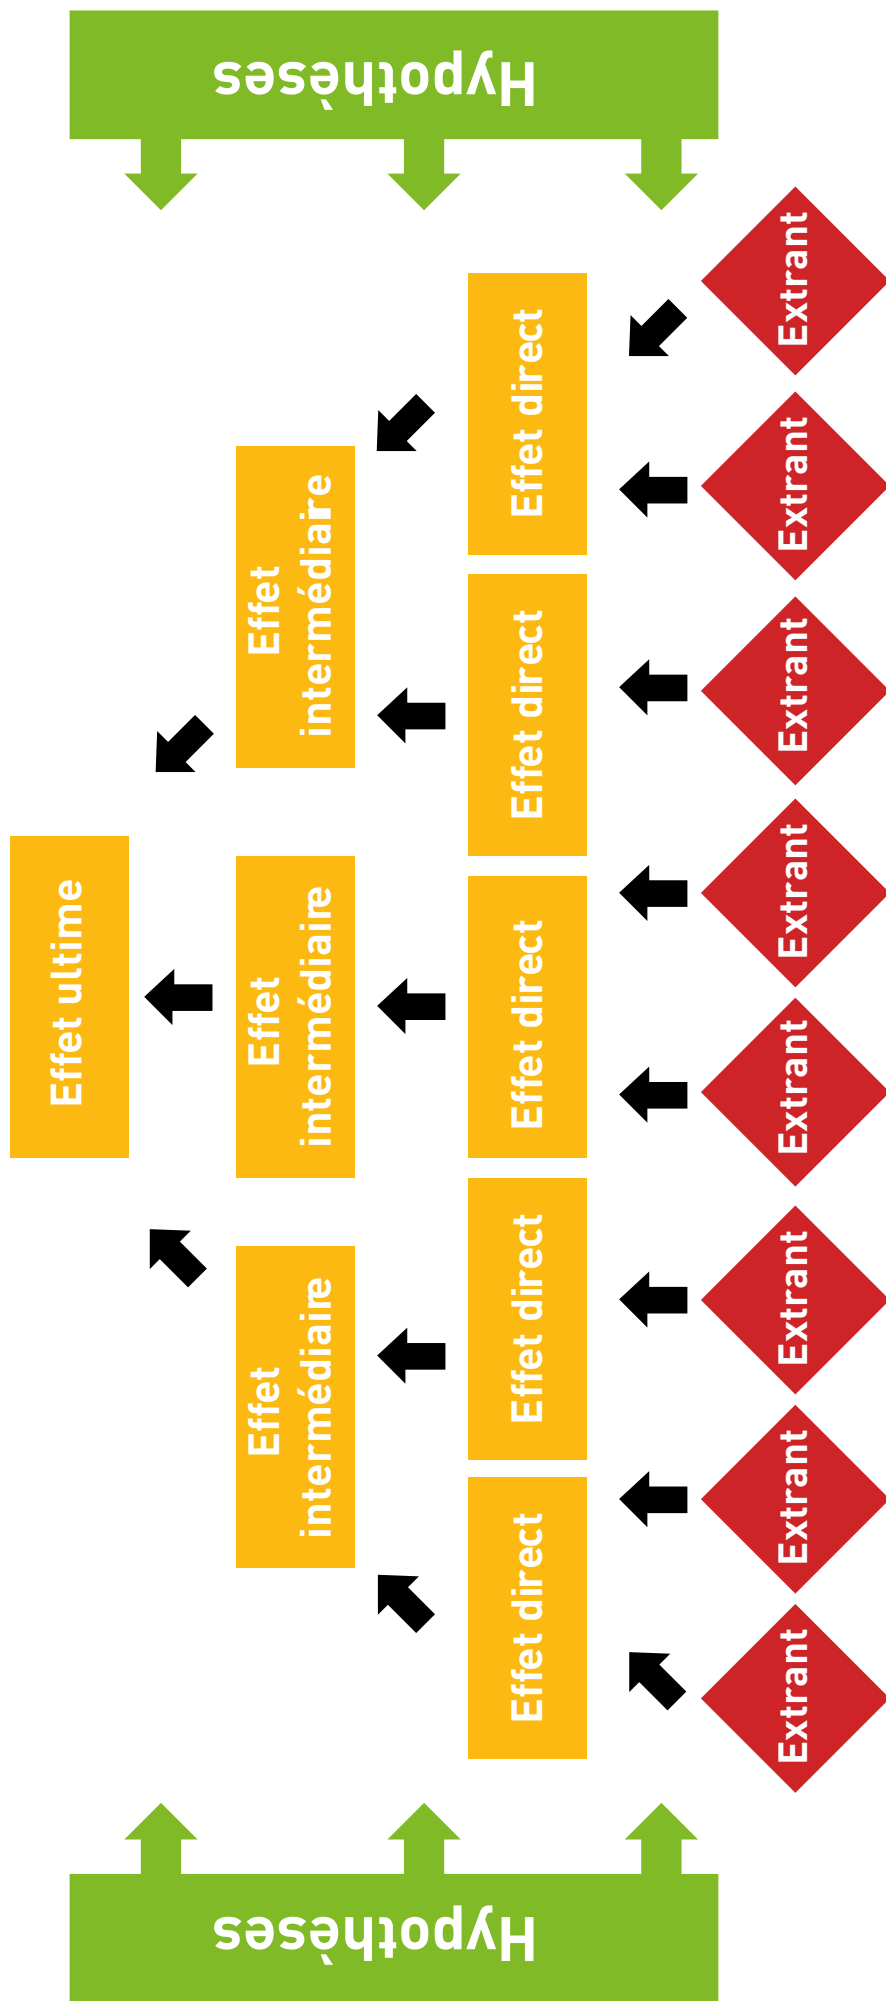 Hypothèses
Effet ultime
Effet
intermédiaire
Effet
intermédiaire
Effet
intermédiaire
Effet direct
Effet direct
Effet direct
Effet direct
Effet direct
Extrant
Extrant
Extrant
Extrant
Extrant
Extrant
Extrant
Extrant
Hypothèses